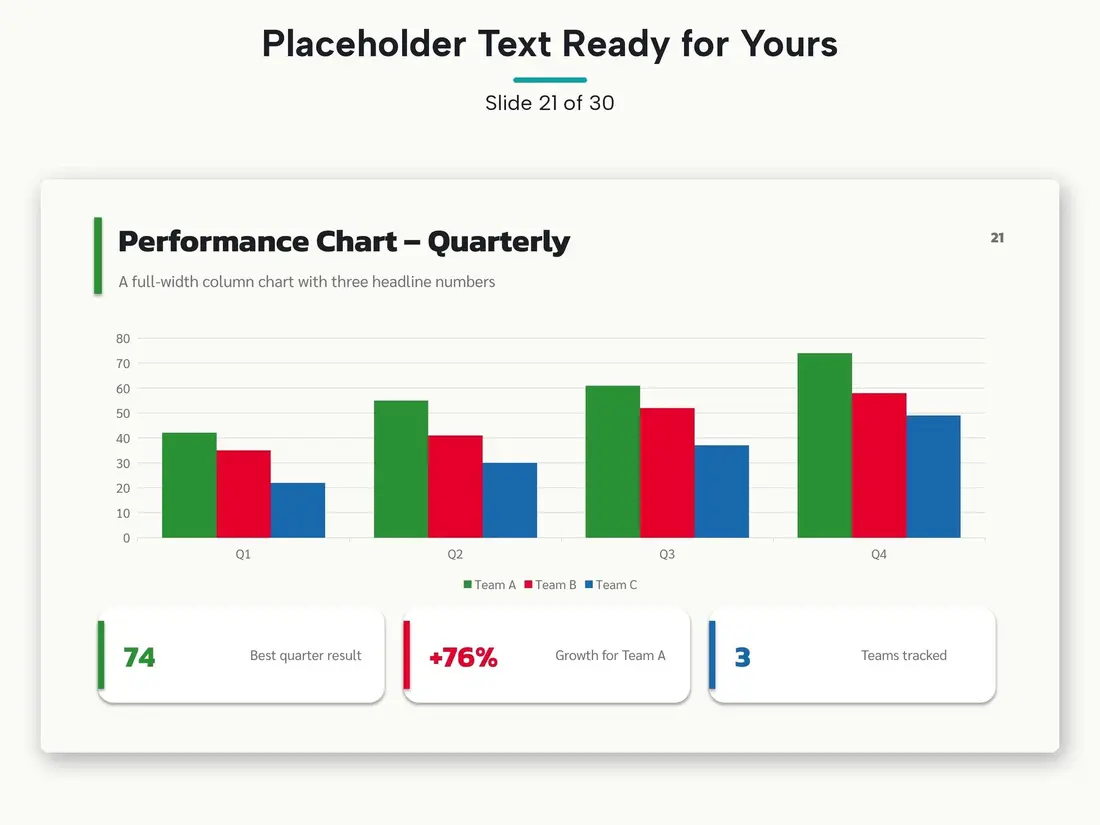 Placeholder Text Ready for Yours
Slide 21 of 30
Performance Chart – Quarterly
21
A full-width column chart with three headline numbers
80
70
60
50
40
30
20
10
0
Q1 Q2 Q3 Q4
Team A Team B Team C
74 Best quarter result
+76% Growth for Team A
3 Teams tracked